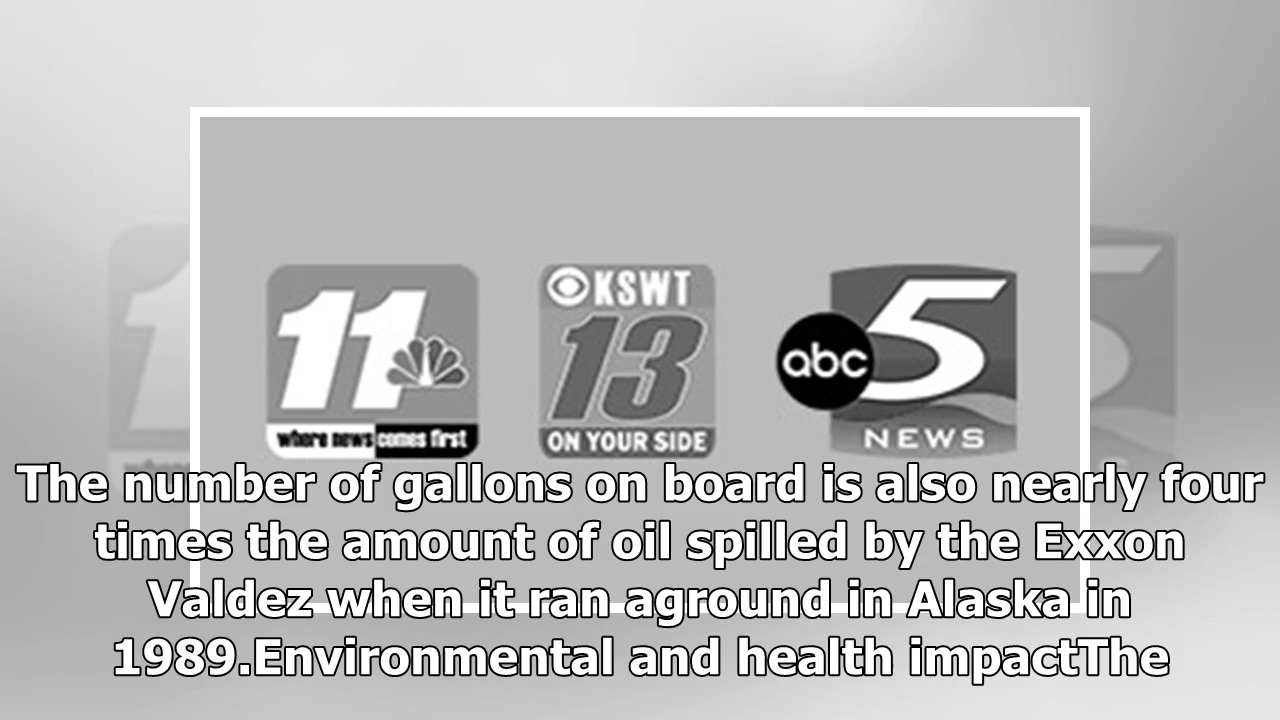 11
where news comes first
KSWT
13
ON YOUR SIDE
abc
5
NEWS
The number of gallons on board is also nearly four
times the amount of oil spilled by the Exxon
Valdez when it ran aground in Alaska in
1989.Environmental and health impactThe